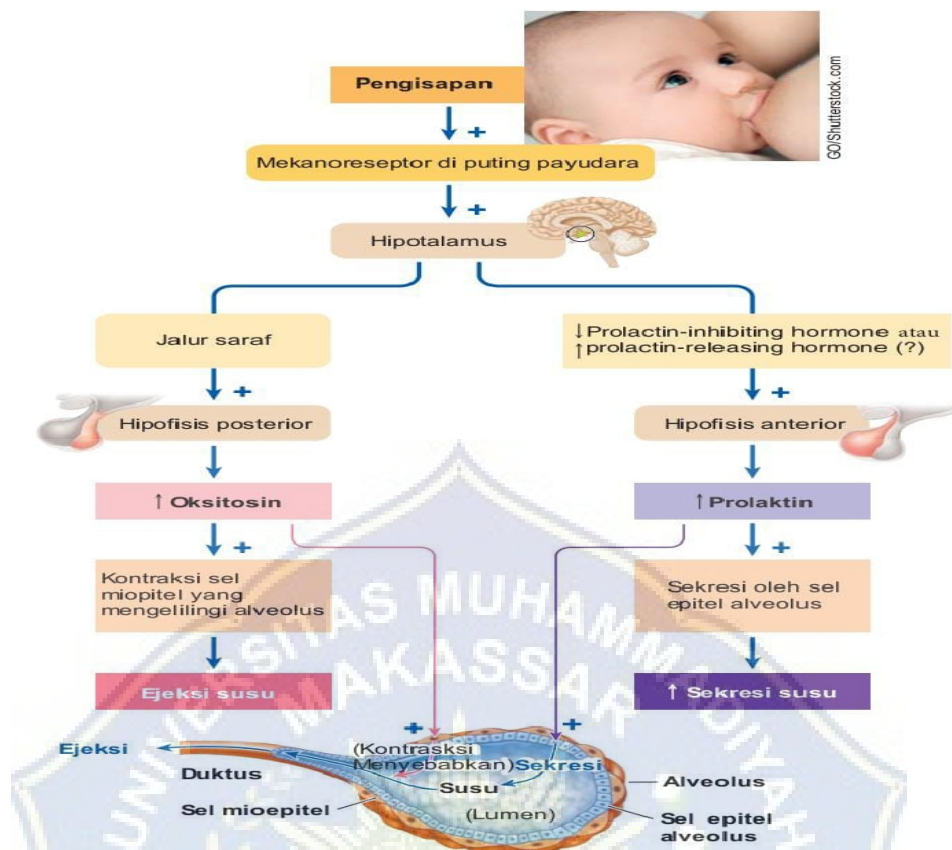 Pengisapan
GO/Shutterstock.com
+
Mekanoreseptor di puting payudara
+
Hipotalamus
Jalur saraf
↓Prolactin-inhibiting hormone atau
↑prolactin-releasing hormone (?)
+
+
Hipofisis posterior
Hipofisis anterior
↑ Oksitosin
↑ Prolaktin
+
+
Kontraksi sel
miopitel yang
mengelilingi alveolus
Sekresi oleh sel
epitel alveolus
Ejeksi susu
↑ Sekresi susu
+
+
Ejeksi
(Kontrasksi
Menyebabkan)
Sekresi
Duktus
Susu
Alveolus
Sel mioepitel
(Lumen)
Sel epitel
alveolus
UNIVERSITAS MUHAMMADIYAH
MAKASSAR